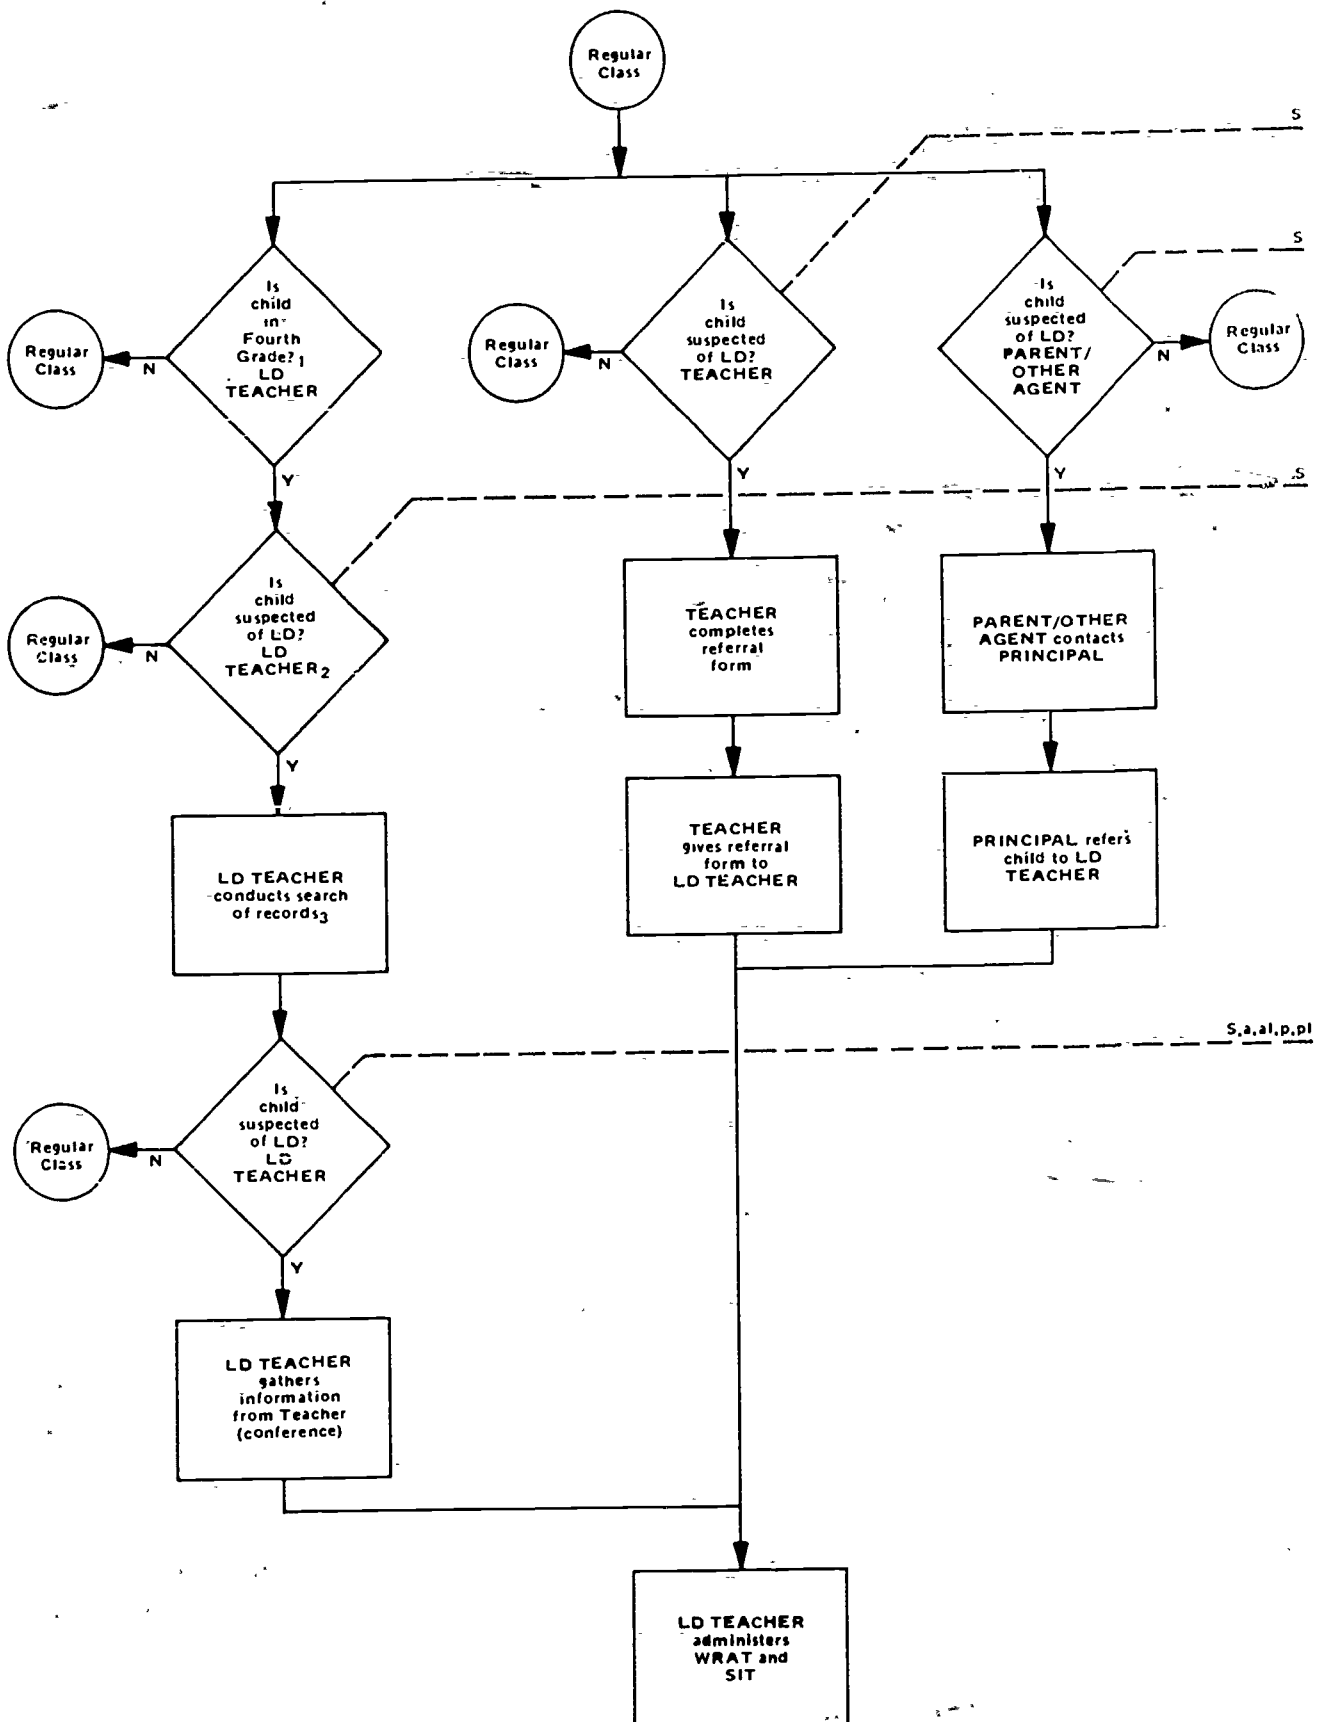 Regular
Class
S
S
Is
child
in
Fourth
Grade?1
LD
TEACHER
N
Regular
Class
Y
Is
child
suspected
of LD?
TEACHER
N
Regular
Class
Y
Is
child
suspected
of LD?
PARENT/
OTHER
AGENT
N
Regular
Class
Y
S
Is
child
suspected
of LD?
LD
TEACHER2
N
Regular
Class
Y
TEACHER
completes
referral
form
PARENT/OTHER
AGENT contacts
PRINCIPAL
LD TEACHER
conducts search
of records3
TEACHER
gives referral
form to
LD TEACHER
PRINCIPAL refers
child to LD
TEACHER
S,a,al,p,pl
Is
child
suspected
of LD?
LD
TEACHER
N
Regular
Class
Y
LD TEACHER
gathers
information
from Teacher
(conference)
LD TEACHER
administers
WRAT and
SIT